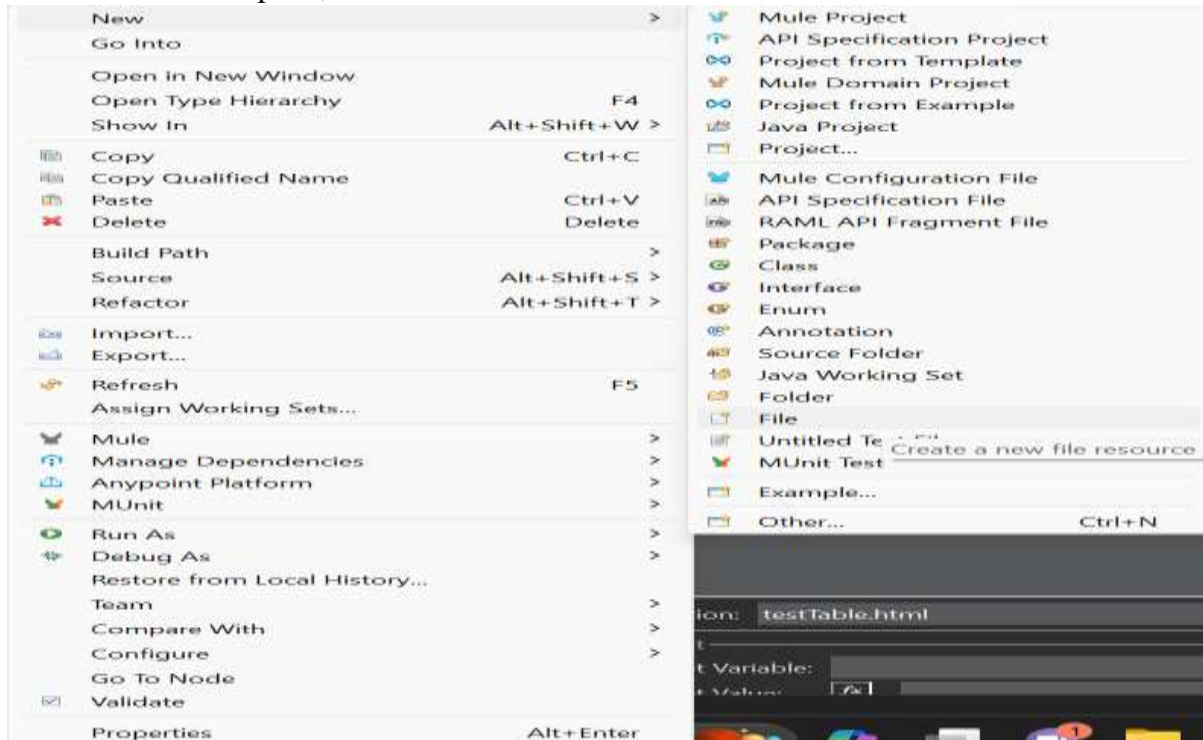 New >
Go Into
Open in New Window
Open Type Hierarchy F4
Show In Alt+Shift+W >
Copy Ctrl+C
Copy Qualified Name
Paste Ctrl+V
Delete Delete
Build Path >
Source Alt+Shift+S >
Refactor Alt+Shift+T >
Import...
Export...
Refresh F5
Assign Working Sets...
Mule >
Manage Dependencies >
Anypoint Platform >
MUnit >
Run As >
Debug As >
Restore from Local History...
Team >
Compare With >
Configure >
Go To Node
Validate
Properties Alt+Enter
Mule Project
API Specification Project
Project from Template
Mule Domain Project
Project from Example
Java Project
Project...
Mule Configuration File
API Specification File
RAML API Fragment File
Package
Class
Interface
Enum
Annotation
Source Folder
Java Working Set
Folder
File
Untitled Te
Create a new file resource
MUnit Test
Example...
Other... Ctrl+N
ion: testTable.html
t
t Variable:
t Value: fx
1